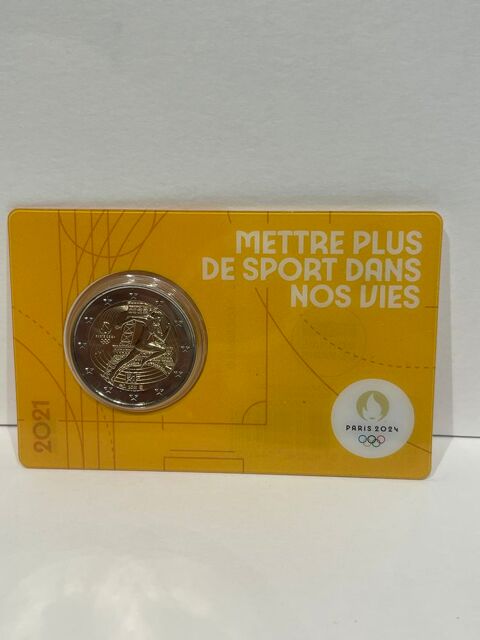 METTRE PLUS
DE SPORT DANS
NOS VIES
2021
PARIS 2024